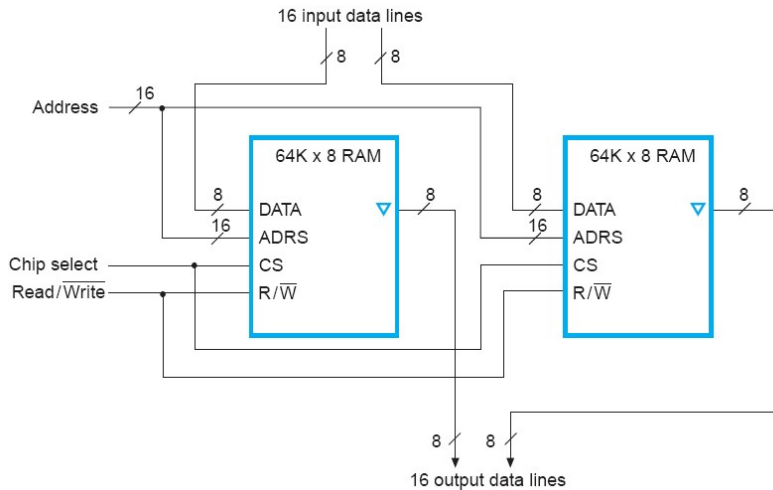 16 input data lines
8 8
Address 16
64K x 8 RAM 64K x 8 RAM
8 DATA 8 8 DATA 8
16 ADRS 16 ADRS
Chip select CS CS
Read/W̅r̅i̅t̅e̅ R/W̅ R/W̅
8 8
16 output data lines